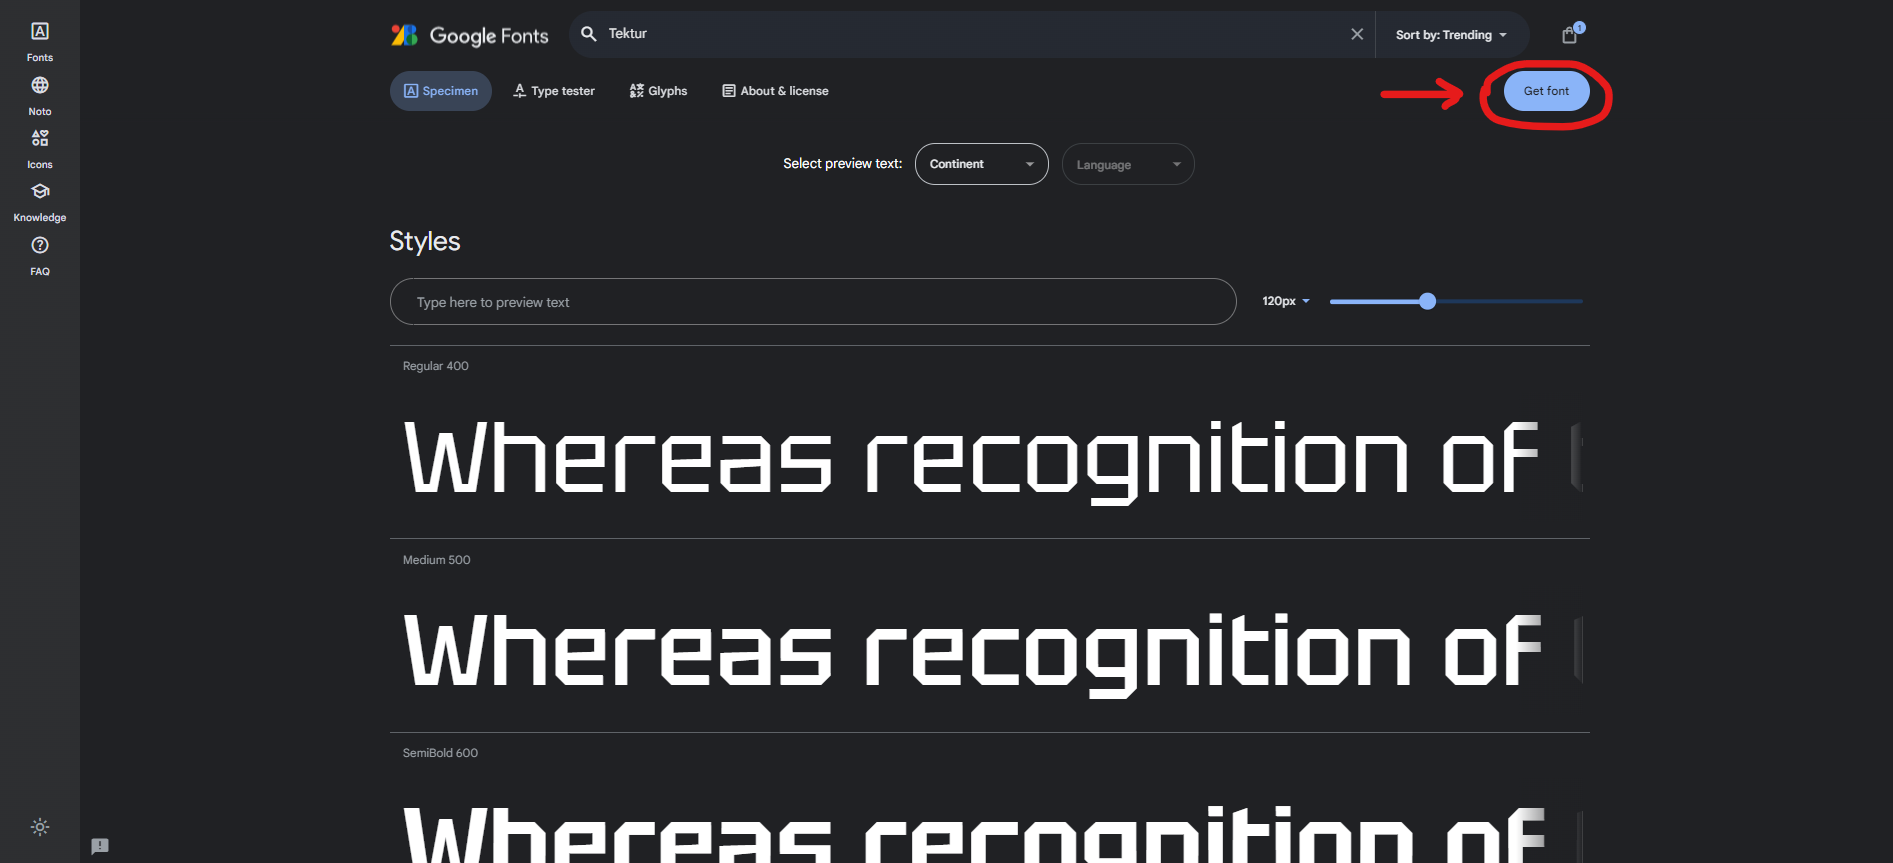 Fonts
Noto
Icons
Knowledge
FAQ
Google Fonts
Tektur
Sort by: Trending
1
Specimen
Type tester
Glyphs
About & license
Get font
Select preview text:
Continent
Language
Styles
Type here to preview text
120px
Regular 400
Whereas recognition of
Medium 500
Whereas recognition of
SemiBold 600
Whereas recognition of